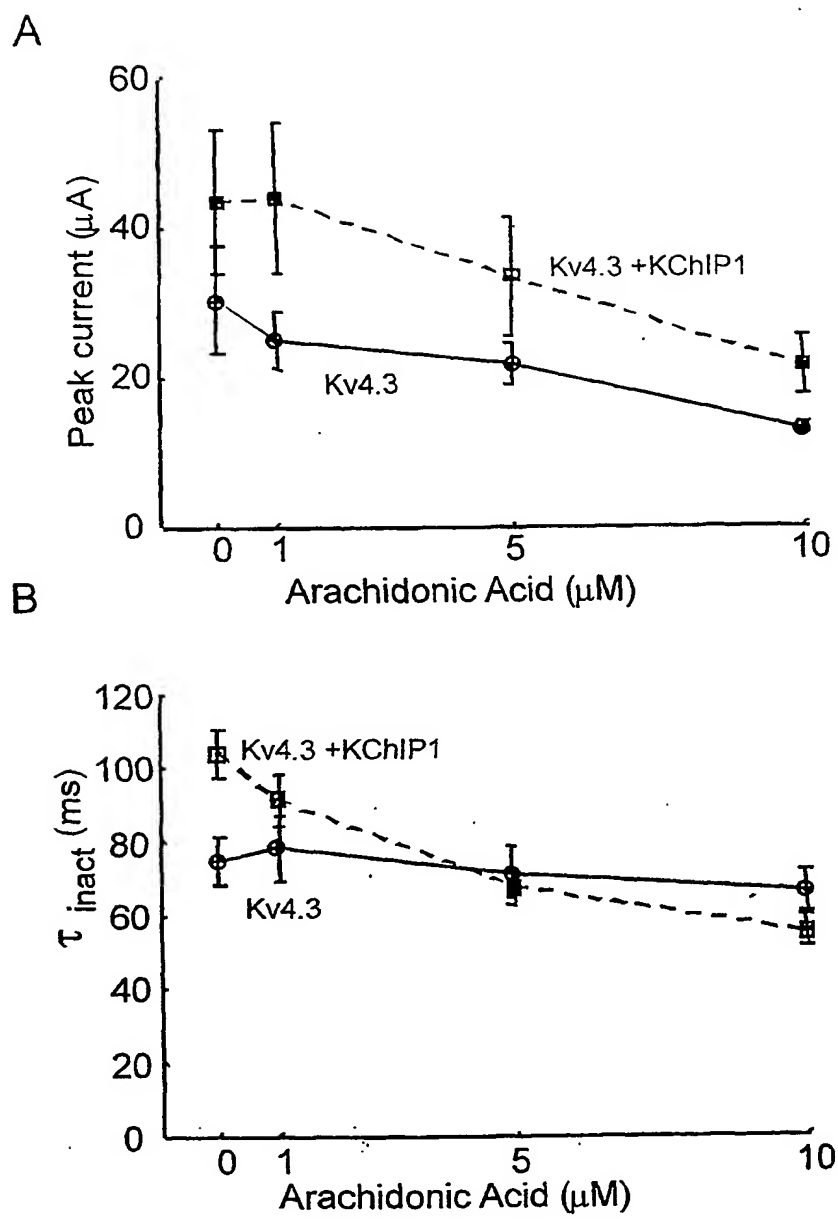 A
60
40
20
0
Peak current (μA)
Kv4.3 +KChIP1
Kv4.3
0 1 5 10
Arachidonic Acid (μM)
B
120
100
80
60
40
20
0
τ inact (ms)
Kv4.3 +KChIP1
Kv4.3
0 1 5 10
Arachidonic Acid (μM)